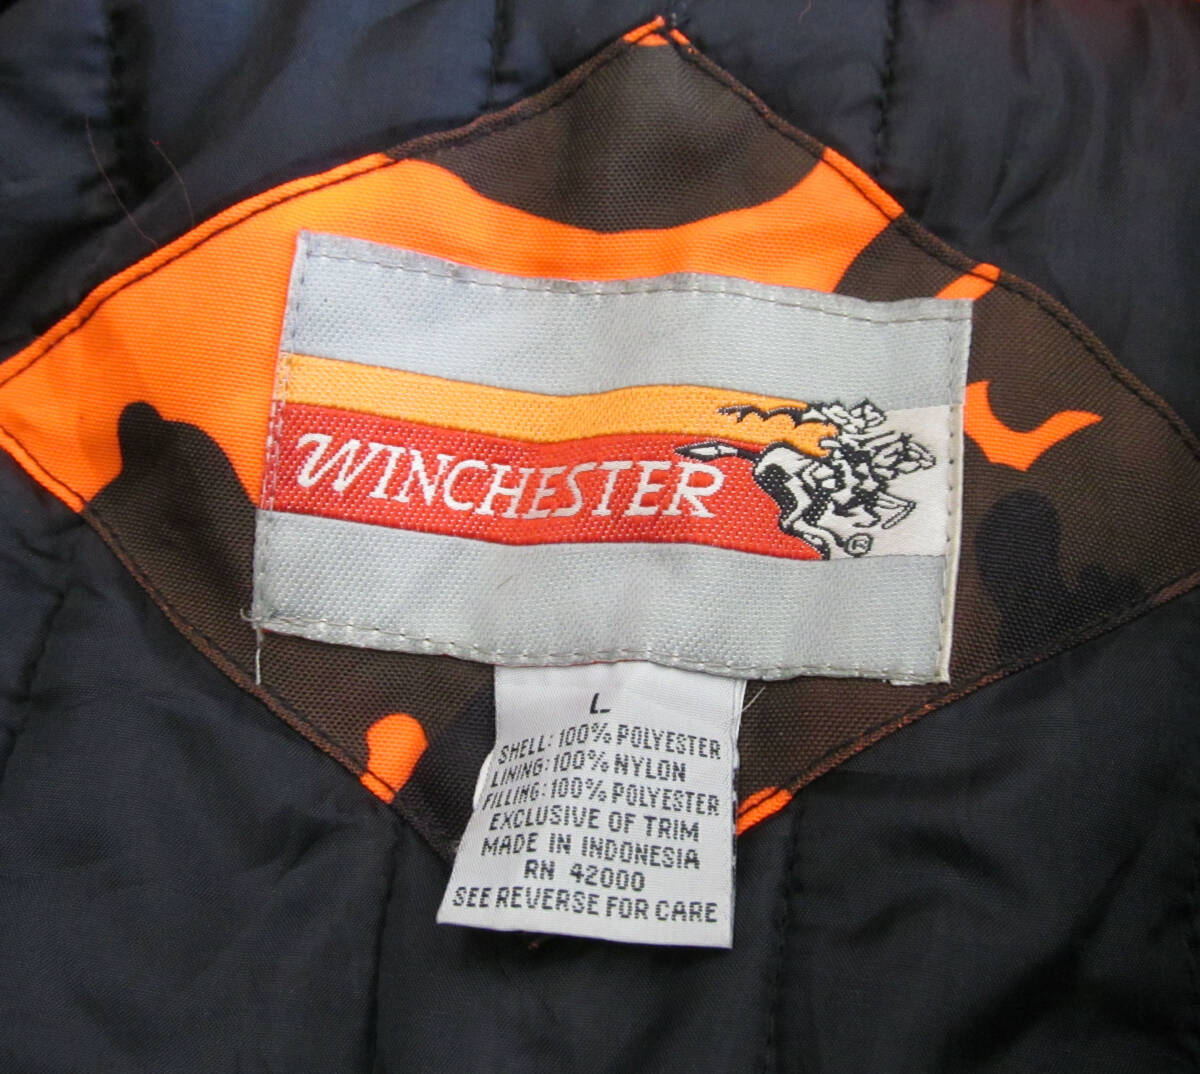 WINCHESTER
®
L
SHELL: 100% POLYESTER
LINING: 100% NYLON
FILLING: 100% POLYESTER
EXCLUSIVE OF TRIM
MADE IN INDONESIA
RN 42000
SEE REVERSE FOR CARE